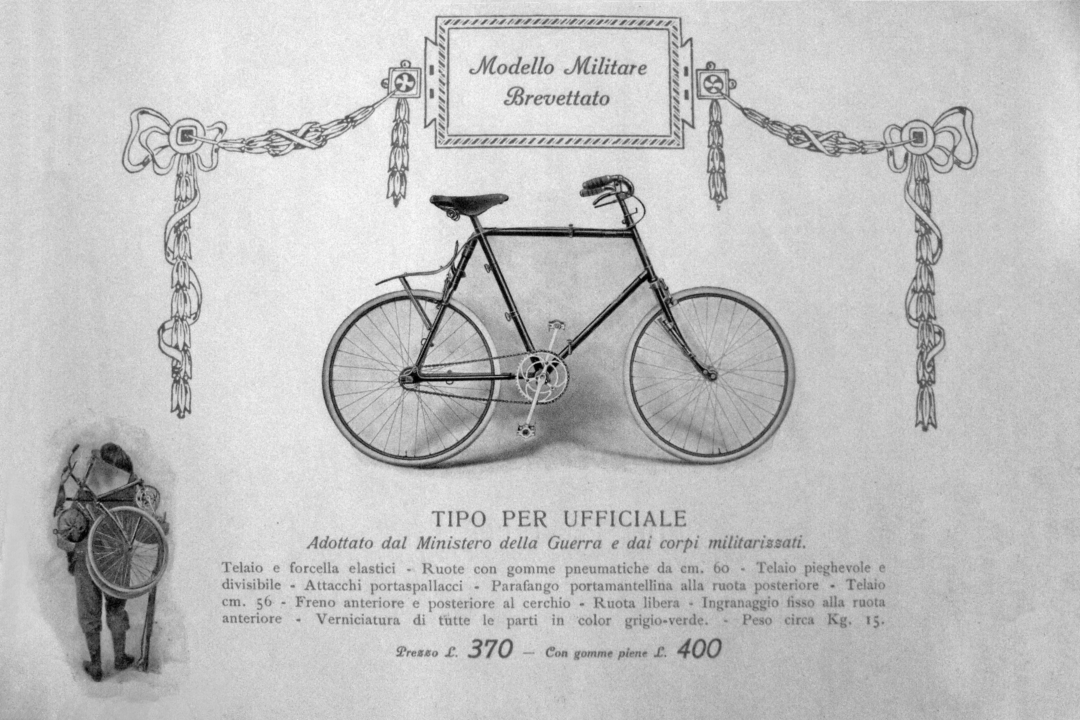 Modello Militare
Brevettato
TIPO PER UFFICIALE
Adottato dal Ministero della Guerra e dai corpi militarizzati.
Telaio e forcella elastici - Ruote con gomme pneumatiche da cm. 60 - Telaio pieghevole e
divisibile - Attacchi portaspallacci - Parafango portamantellina alla ruota posteriore - Telaio
cm. 56 - Freno anteriore e posteriore al cerchio - Ruota libera - Ingranaggio fisso alla ruota
anteriore - Verniciatura di tutte le parti in color grigio-verde. - Peso circa Kg. 15.
Prezzo £. 370 — Con gomme piene £. 400